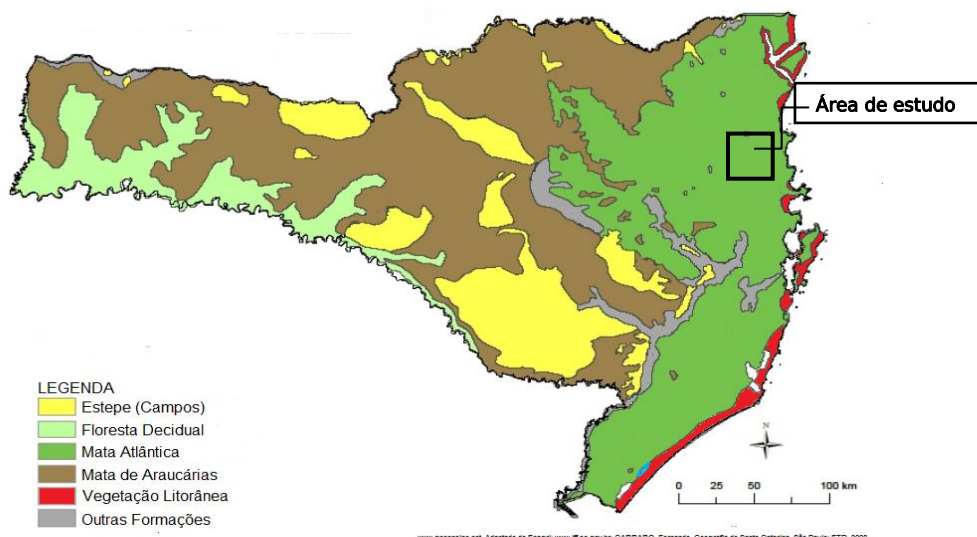 Área de estudo
LEGENDA
Estepe (Campos)
Floresta Decidual
Mata Atlântica
Mata de Araucárias
Vegetação Litorânea
Outras Formações
N
0 25 50 100 km